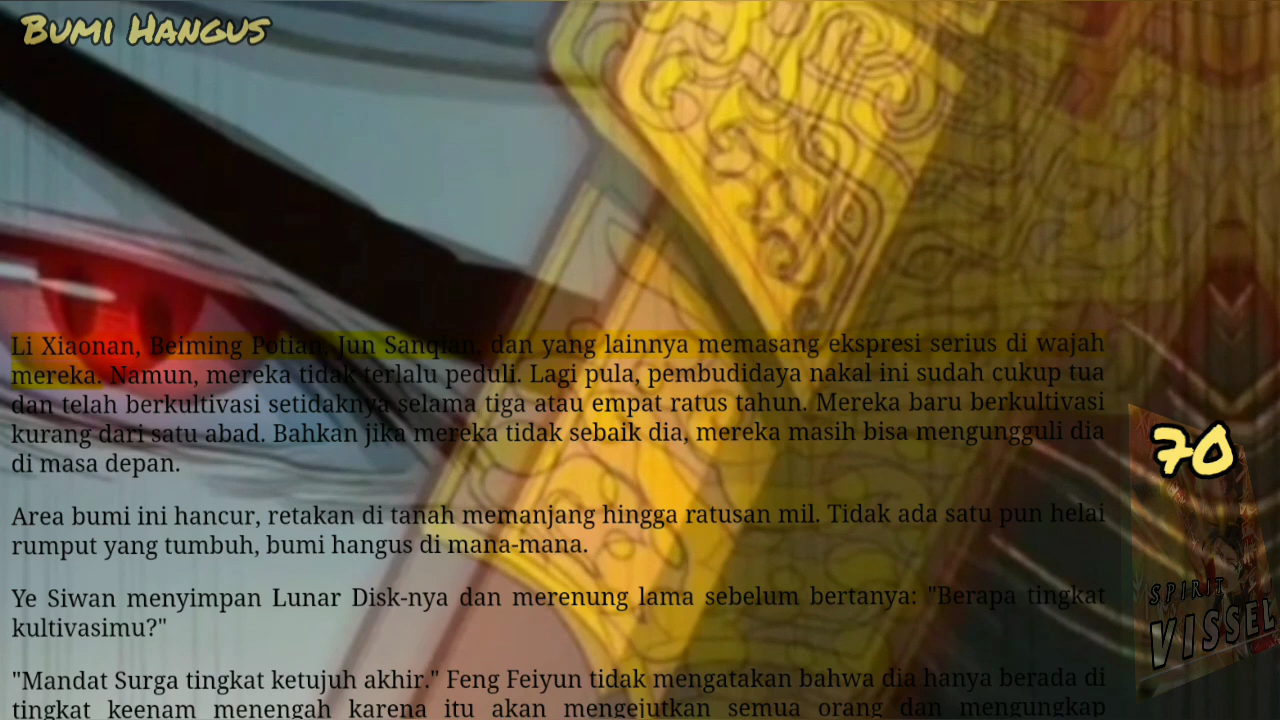 Bumi Hangus
Li Xiaonan, Beiming Potian, Jun Sanqian, dan yang lainnya memasang ekspresi serius di wajah
mereka. Namun, mereka tidak terlalu peduli. Lagi pula, pembudidaya nakal ini sudah cukup tua
dan telah berkultivasi setidaknya selama tiga atau empat ratus tahun. Mereka baru berkultivasi
kurang dari satu abad. Bahkan jika mereka tidak sebaik dia, mereka masih bisa mengungguli dia
di masa depan.
Area bumi ini hancur, retakan di tanah memanjang hingga ratusan mil. Tidak ada satu pun helai
rumput yang tumbuh, bumi hangus di mana-mana.
Ye Siwan menyimpan Lunar Disk-nya dan merenung lama sebelum bertanya: "Berapa tingkat
kultivasimu?"
"Mandat Surga tingkat ketujuh akhir." Feng Feiyun tidak mengatakan bahwa dia hanya berada di
tingkat keenam menengah karena itu akan mengejutkan semua orang dan mengungkap
70
SPIRIT
VISSEL